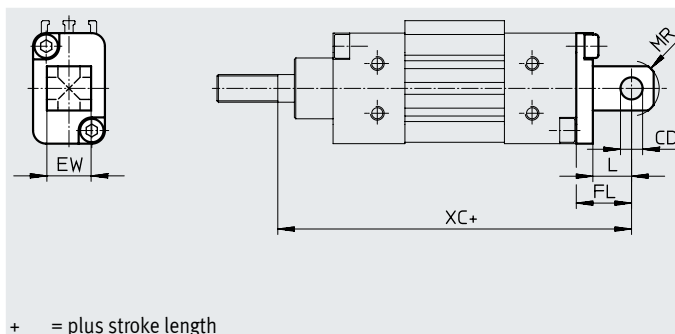 MR
CD
EW
L
FL
XC+
+ = plus stroke length